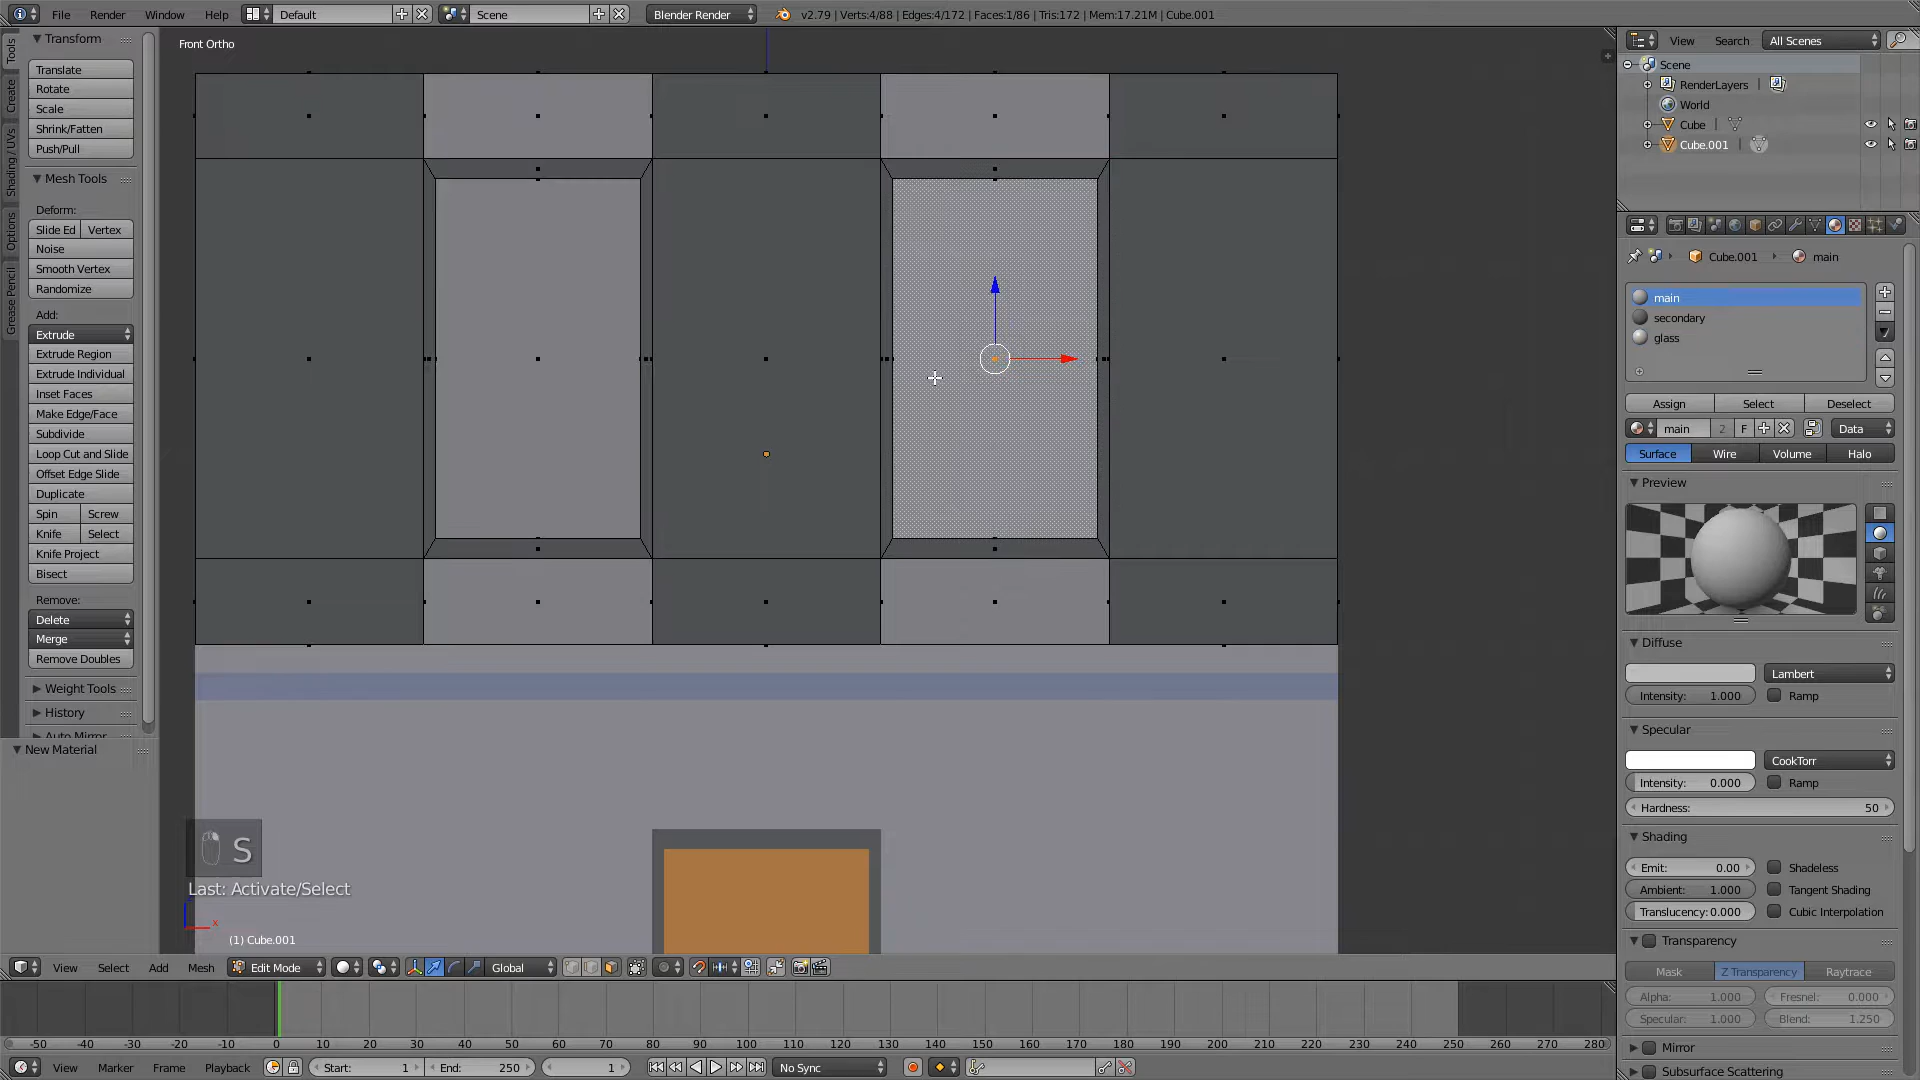 File Render Window Help Default Scene Blender Render v2.79 | Verts:4/88 | Edges:4/172 | Faces:1/86 | Tris:172 | Mem:17.21M | Cube.001
Tools
Create
Shading / UVs
Options
Grease Pencil
Transform
Translate
Rotate
Scale
Shrink/Fatten
Push/Pull
Mesh Tools
Deform:
Slide Ed Vertex
Noise
Smooth Vertex
Randomize
Add:
Extrude
Extrude Region
Extrude Individual
Inset Faces
Make Edge/Face
Subdivide
Loop Cut and Slide
Offset Edge Slide
Duplicate
Spin Screw
Knife Select
Knife Project
Bisect
Remove:
Delete
Merge
Remove Doubles
Weight Tools
History
Auto Mirror
New Material
Front Ortho
S
Last: Activate/Select
x
(1) Cube.001
View Select Add Mesh Edit Mode Global
-50 -40 -30 -20 -10 0 10 20 30 40 50 60 70 80 90 100 110 120 130 140 150 160 170 180 190 200 210 220 230 240 250 260 270 280
View Marker Frame Playback Start: 1 End: 250 1 No Sync
View Search All Scenes
Scene
RenderLayers |
World
Cube |
Cube.001 |
Cube.001 main
main
secondary
glass
Assign Select Deselect
main 2 F Data
Surface Wire Volume Halo
Preview
Diffuse
Lambert
Intensity: 1.000 Ramp
Specular
CookTorr
Intensity: 0.000 Ramp
Hardness: 50
Shading
Emit: 0.00 Shadeless
Ambient: 1.000 Tangent Shading
Translucency: 0.000 Cubic Interpolation
Transparency
Mask Z Transparency Raytrace
Alpha: 1.000 Fresnel: 0.000
Specular: 1.000 Blend: 1.250
Mirror
Subsurface Scattering